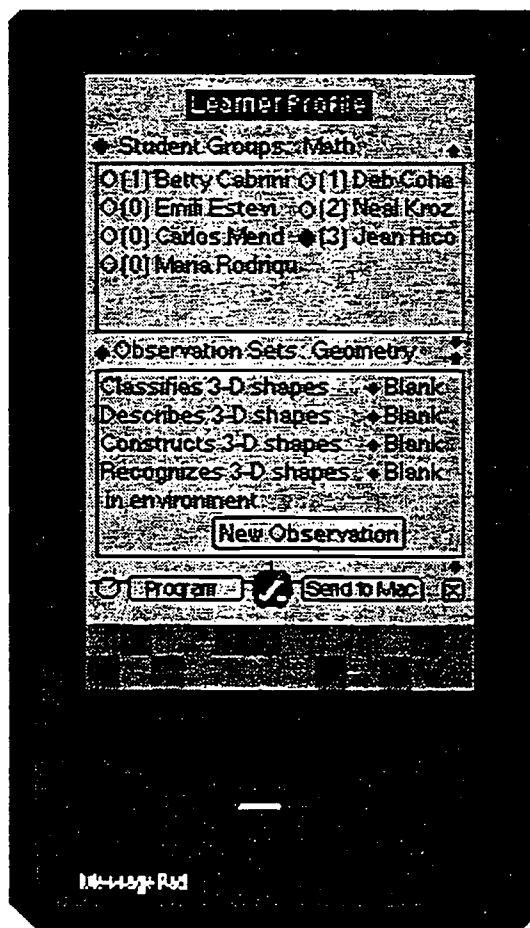 Learner Profile
Student Groups: Math
[1] Betty Cabrini [1] Deb Cohe
[0] Emili Estevi [2] Neal Kroz
[0] Carlos Mend [3] Jean Rico
[0] Maria Rodriqu
Observation Sets: Geometry
Classifies 3-D shapes Blank
Describes 3-D shapes Blank
Constructs 3-D shapes Blank
Recognizes 3-D shapes Blank
in environment
New Observation
Program Send to Mac
MessagePad